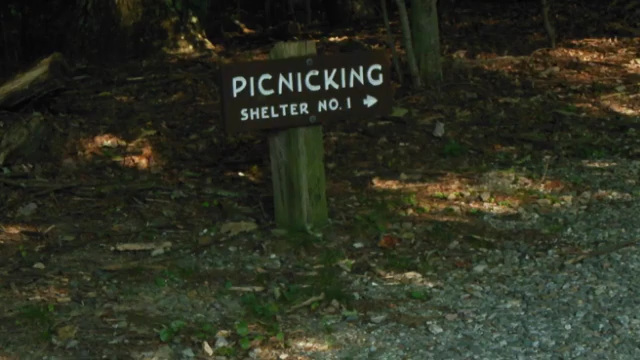 PICNICKING
SHELTER NO. 1 →